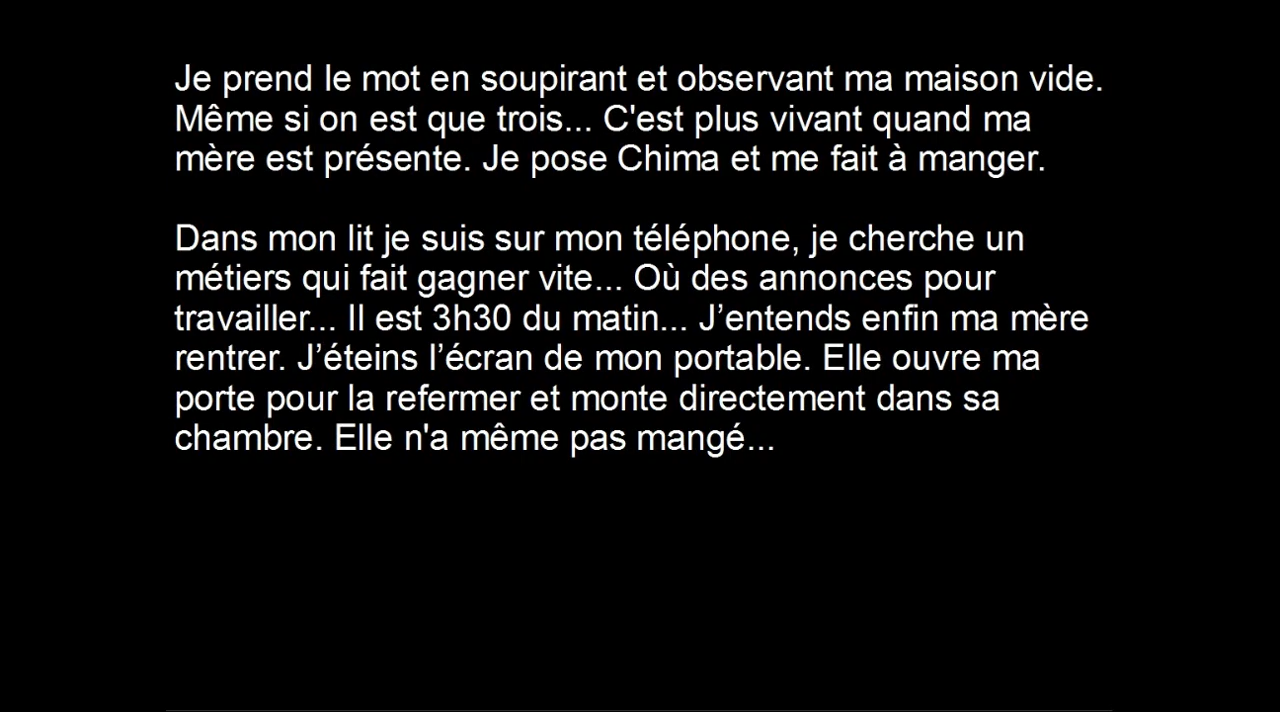 Je prend le mot en soupirant et observant ma maison vide.
Même si on est que trois... C'est plus vivant quand ma
mère est présente. Je pose Chima et me fait à manger.
Dans mon lit je suis sur mon téléphone, je cherche un
métiers qui fait gagner vite... Où des annonces pour
travailler... Il est 3h30 du matin... J’entends enfin ma mère
rentrer. J’éteins l’écran de mon portable. Elle ouvre ma
porte pour la refermer et monte directement dans sa
chambre. Elle n'a même pas mangé...